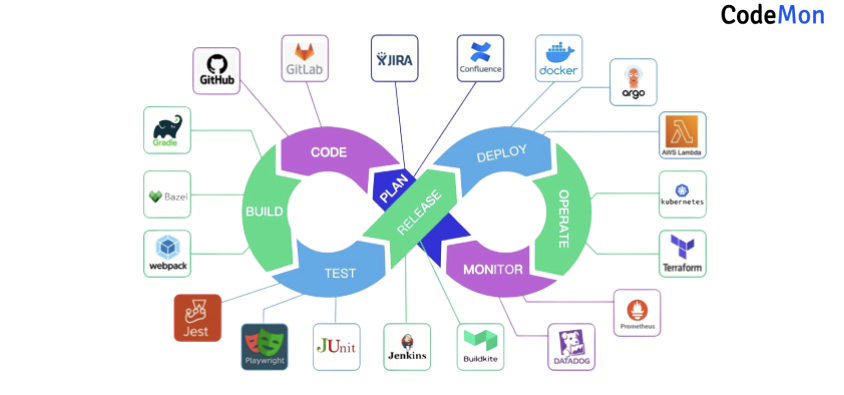 CodeMon
GitHub
GitLab
JIRA
Confluence
docker
argo
Gradle
CODE
PLAN
DEPLOY
AWS Lambda
Bazel
BUILD
RELEASE
OPERATE
kubernetes
webpack
TEST
MONITOR
Terraform
Jest
Playwright
JUnit
Jenkins
Buildkite
DATADOG
Prometheus